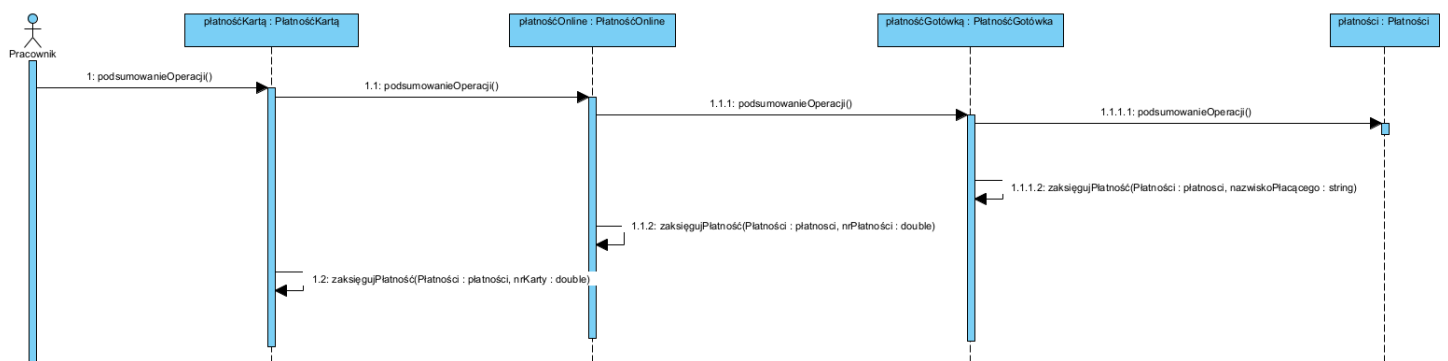 płatnośćKartą : PłatnośćKartą
płatnośćOnline : PłatnośćOnline
płatnośćGotówką : PłatnośćGotówka
płatności : Płatności
Pracownik
1: podsumowanieOperacji()
1.1: podsumowanieOperacji()
1.1.1: podsumowanieOperacji()
1.1.1.1: podsumowanieOperacji()
1.1.1.2: zaksięgujPłatność(Płatności : płatnosci, nazwiskoPłacącego : string)
1.1.2: zaksięgujPłatność(Płatności : płatnosci, nrPłatności : double)
1.2: zaksięgujPłatność(Płatności : płatności, nrKarty : double)